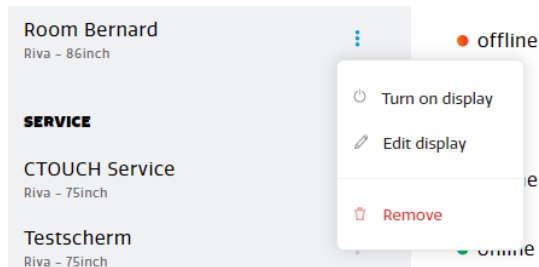 Room Bernard
Riva - 86inch
offline
Turn on display
SERVICE
Edit display
CTOUCH Service
Riva - 75inch
Remove
Testscherm
Riva - 75inch
online